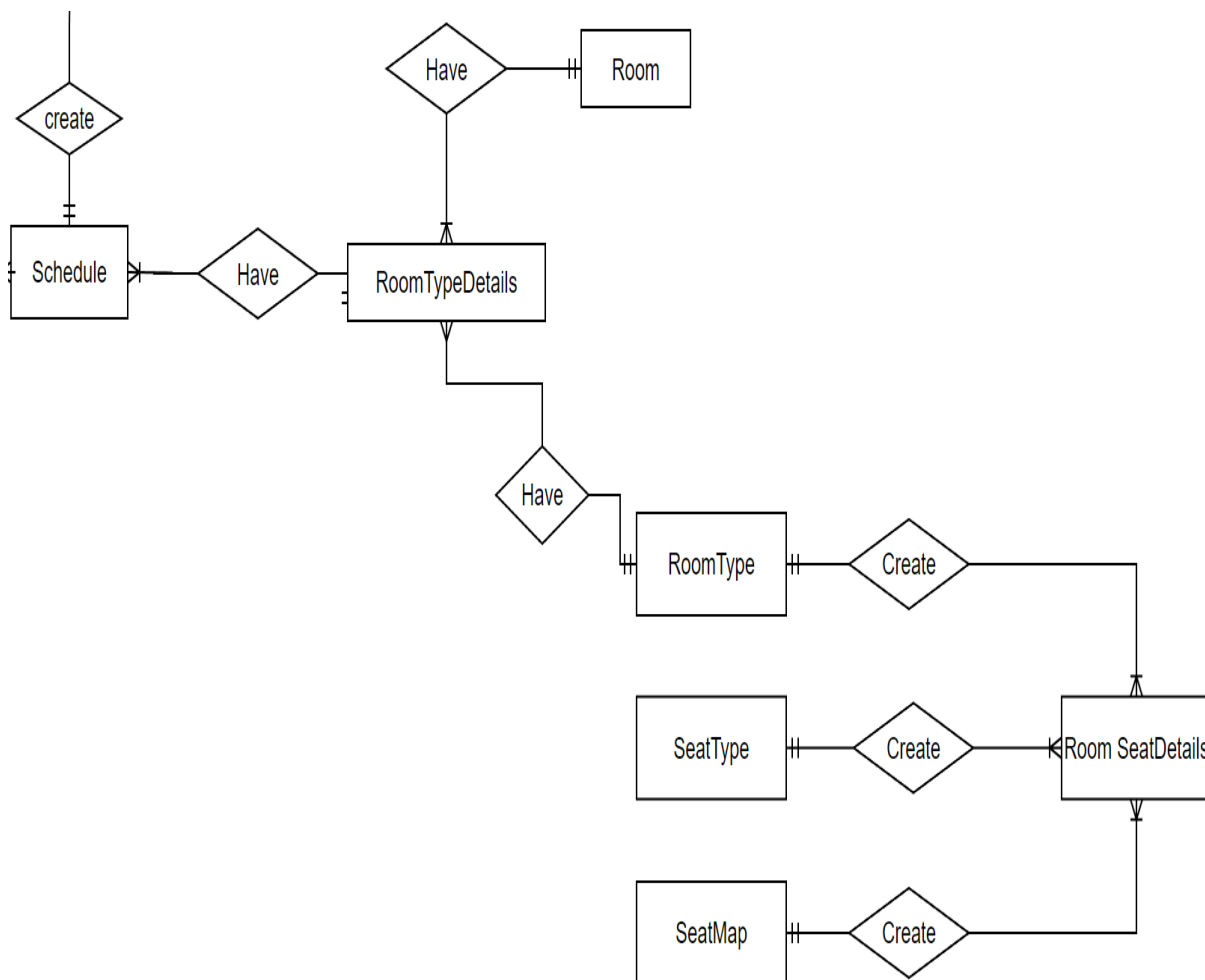 Have
Room
create
Schedule
Have
RoomTypeDetails
Have
RoomType
Create
SeatType
Create
Room SeatDetails
SeatMap
Create